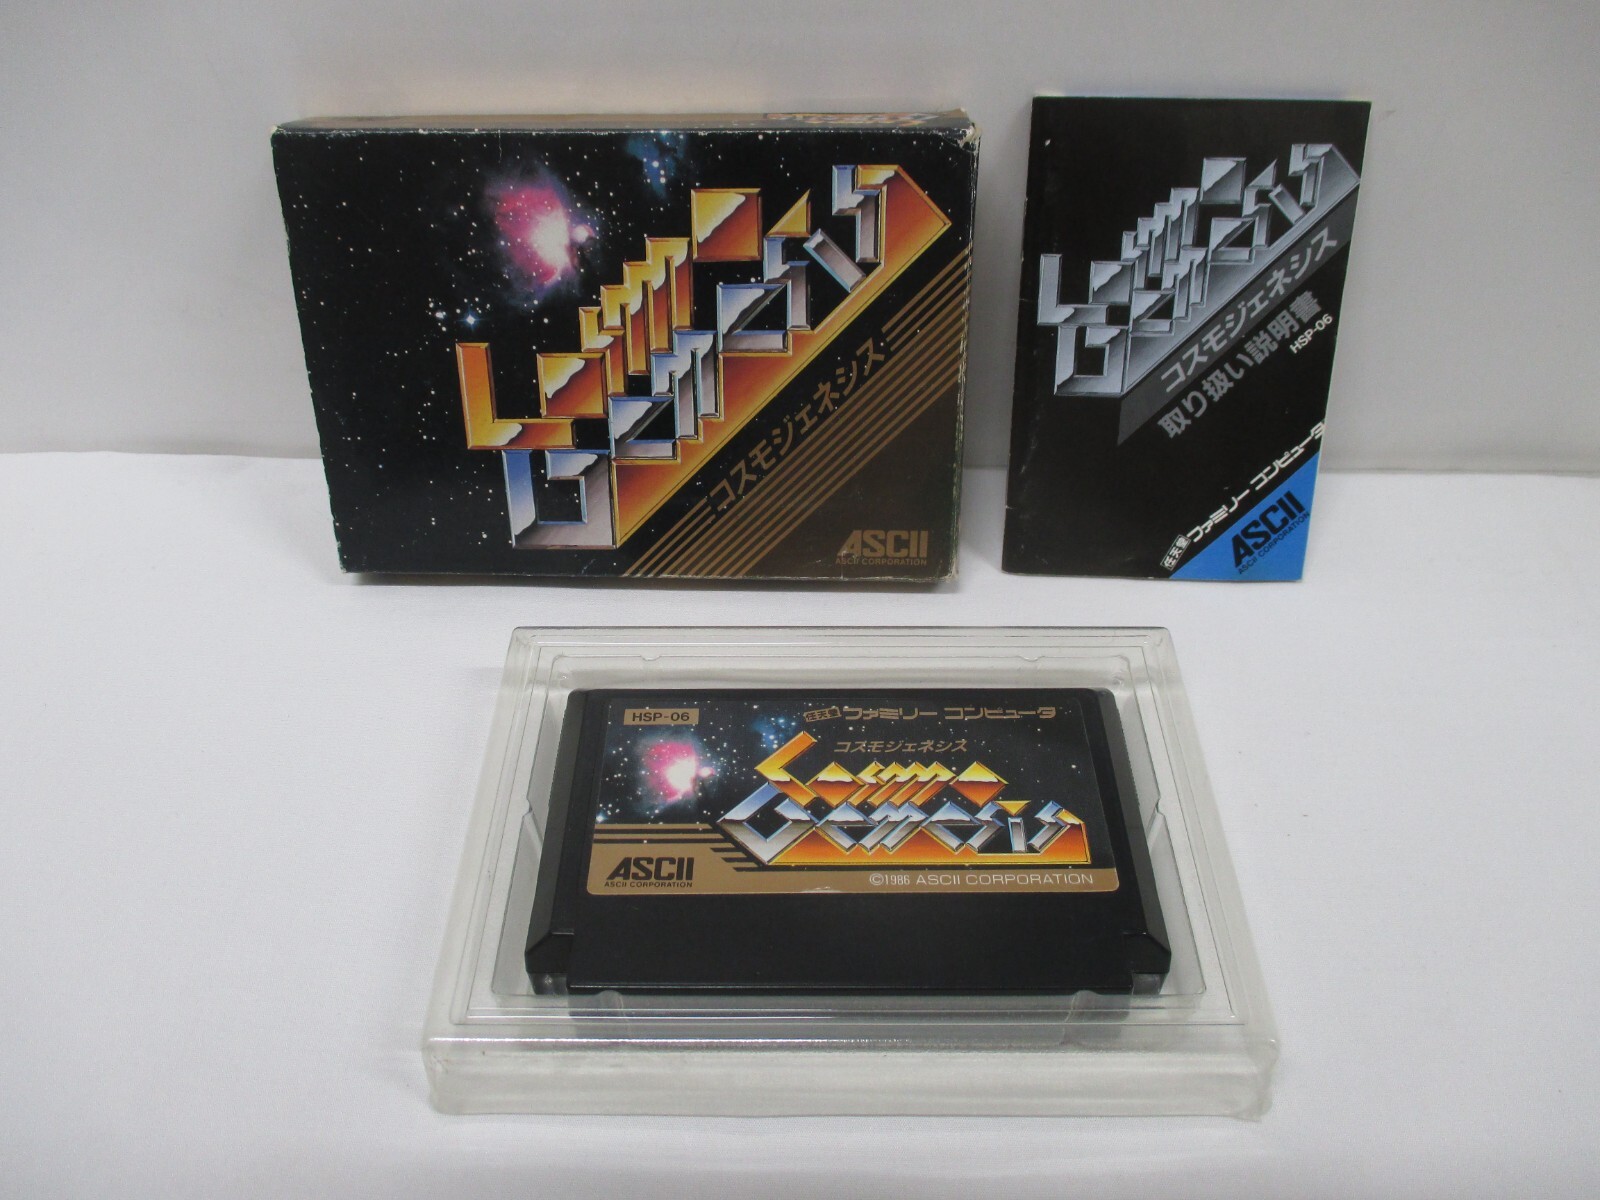 Cosmo
Genesis
コスモジェネシス
ASCII
ASCII CORPORATION
Cosmo
Genesis
コスモジェネシス
取り扱い説明書
HSP-06
任天堂 ファミリー コンピュータ
ASCII
ASCII CORPORATION
HSP-06
任天堂 ファミリー コンピュータ
コスモジェネシス
Cosmo
Genesis
ASCII
ASCII CORPORATION
©1986 ASCII CORPORATION